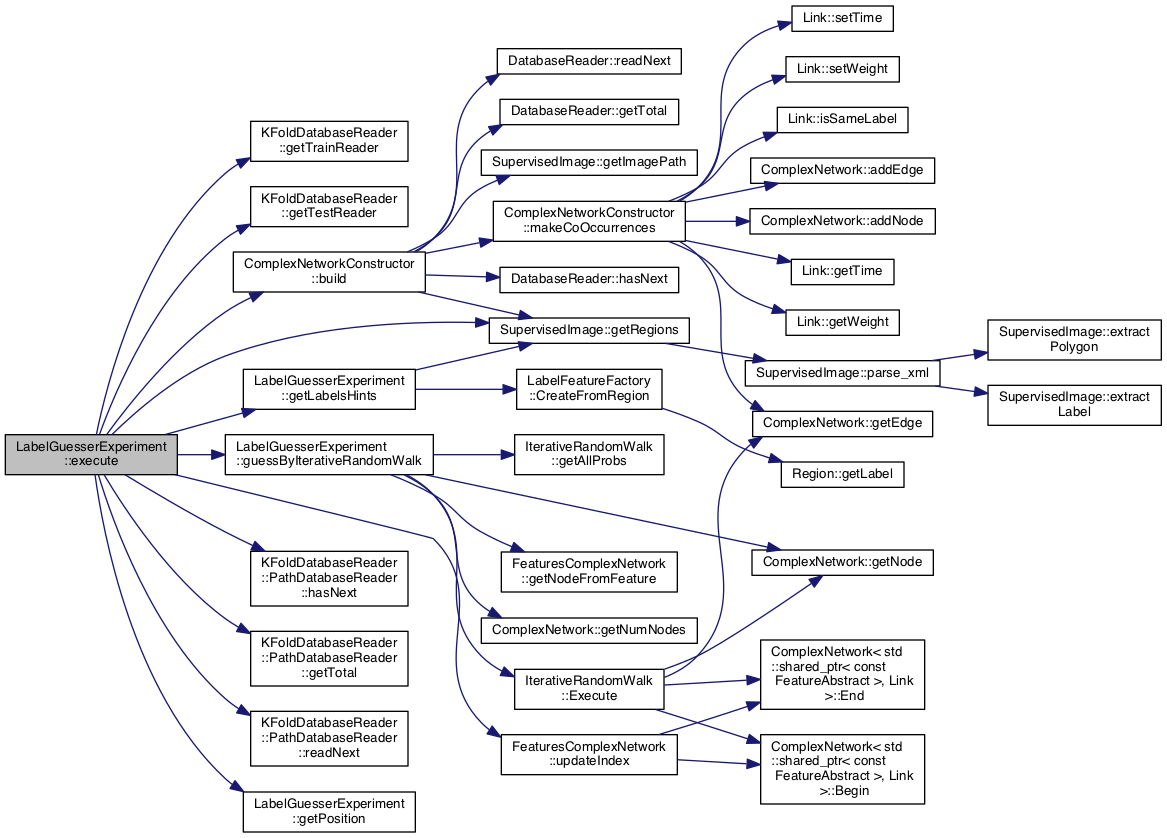 LabelGuesserExperiment
::execute
KFoldDatabaseReader
::getTrainReader
KFoldDatabaseReader
::getTestReader
ComplexNetworkConstructor
::build
LabelGuesserExperiment
::getLabelsHints
LabelGuesserExperiment
::guessByIterativeRandomWalk
KFoldDatabaseReader
::PathDatabaseReader
::hasNext
KFoldDatabaseReader
::PathDatabaseReader
::getTotal
KFoldDatabaseReader
::PathDatabaseReader
::readNext
LabelGuesserExperiment
::getPosition
DatabaseReader::readNext
DatabaseReader::getTotal
SupervisedImage::getImagePath
ComplexNetworkConstructor
::makeCoOccurrences
DatabaseReader::hasNext
SupervisedImage::getRegions
LabelFeatureFactory
::CreateFromRegion
IterativeRandomWalk
::getAllProbs
FeaturesComplexNetwork
::getNodeFromFeature
ComplexNetwork::getNumNodes
IterativeRandomWalk
::Execute
FeaturesComplexNetwork
::updateIndex
Link::setTime
Link::setWeight
Link::isSameLabel
ComplexNetwork::addEdge
ComplexNetwork::addNode
Link::getTime
Link::getWeight
SupervisedImage::parse_xml
ComplexNetwork::getEdge
Region::getLabel
ComplexNetwork::getNode
ComplexNetwork< std
::shared_ptr< const
FeatureAbstract >, Link
>::End
ComplexNetwork< std
::shared_ptr< const
FeatureAbstract >, Link
>::Begin
SupervisedImage::extract
Polygon
SupervisedImage::extract
Label